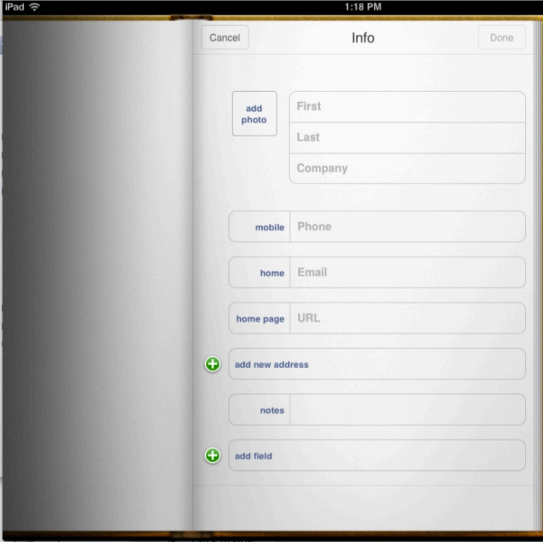 iPad 1:18 PM
Cancel Info Done
add
photo
First
Last
Company
mobile Phone
home Email
home page URL
add new address
notes
add field